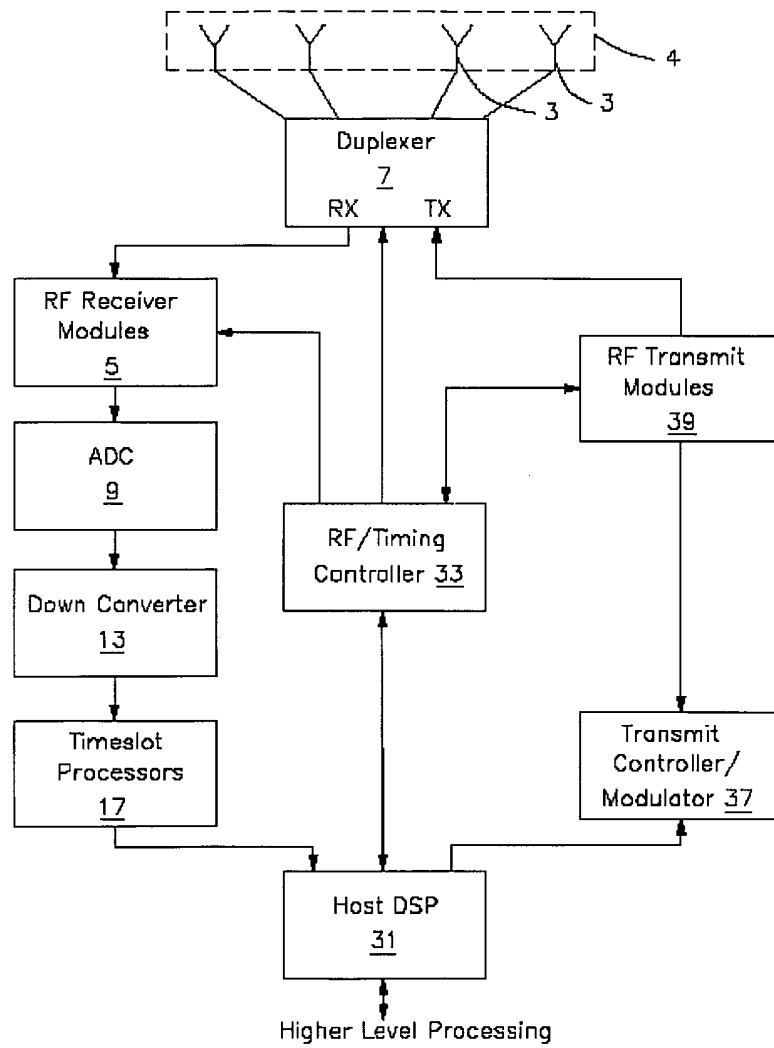 4
3
3
Duplexer
7
RX TX
RF Receiver
Modules
5
RF Transmit
Modules
39
ADC
9
RF/Timing
Controller 33
Down Converter
13
Timeslot
Processors
17
Transmit
Controller/
Modulator 37
Host DSP
31
Higher Level Processing